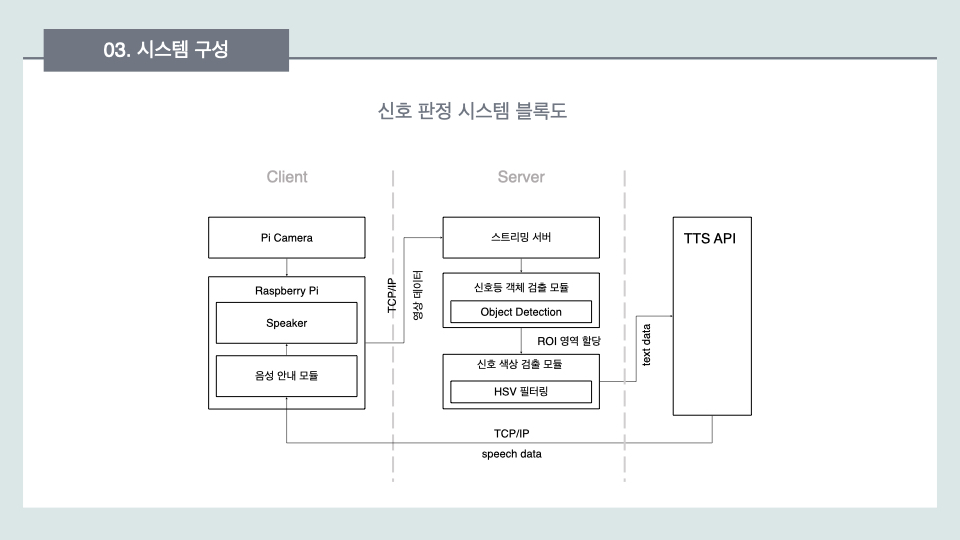 03. 시스템 구성
신호 판정 시스템 블록도
Client
Server
Pi Camera
Raspberry Pi
Speaker
음성 안내 모듈
TCP/IP
영상 데이터
스트리밍 서버
신호등 객체 검출 모듈
Object Detection
ROI 영역 할당
신호 색상 검출 모듈
HSV 필터링
text data
TTS API
TCP/IP
speech data